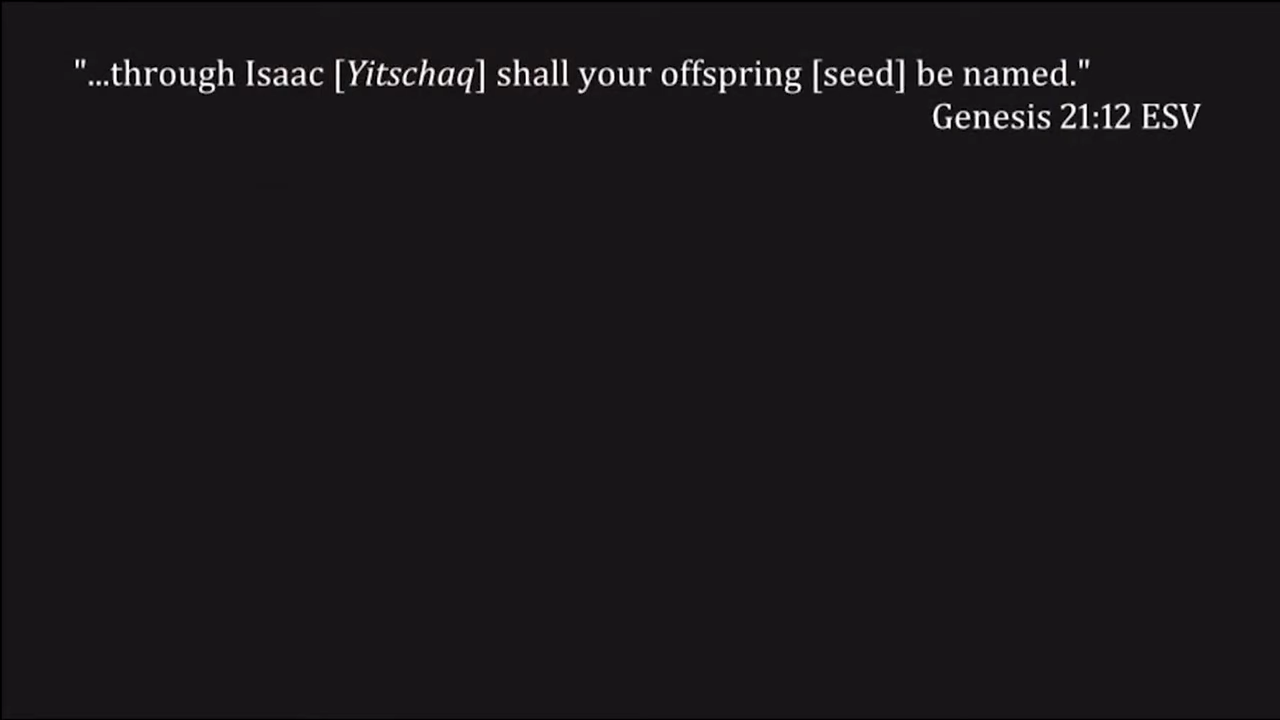 "...through Isaac [Yitschaq] shall your offspring [seed] be named."
Genesis 21:12 ESV